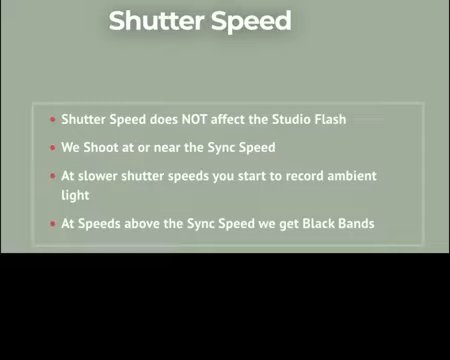 Shutter Speed
• Shutter Speed does NOT affect the Studio Flash
• We Shoot at or near the Sync Speed
• At slower shutter speeds you start to record ambient
light
• At Speeds above the Sync Speed we get Black Bands